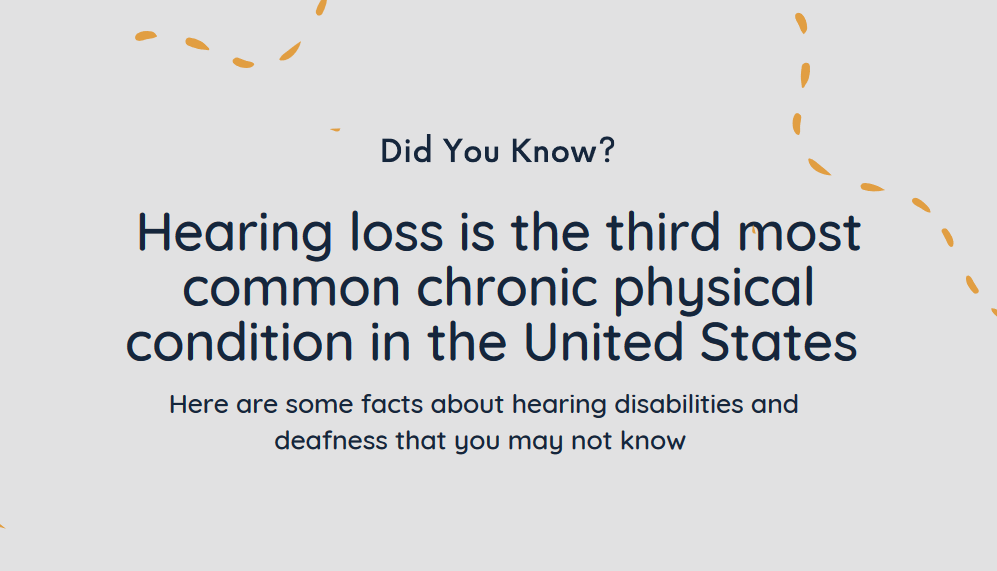 Did You Know?
Hearing loss is the third most
common chronic physical
condition in the United States
Here are some facts about hearing disabilities and
deafness that you may not know